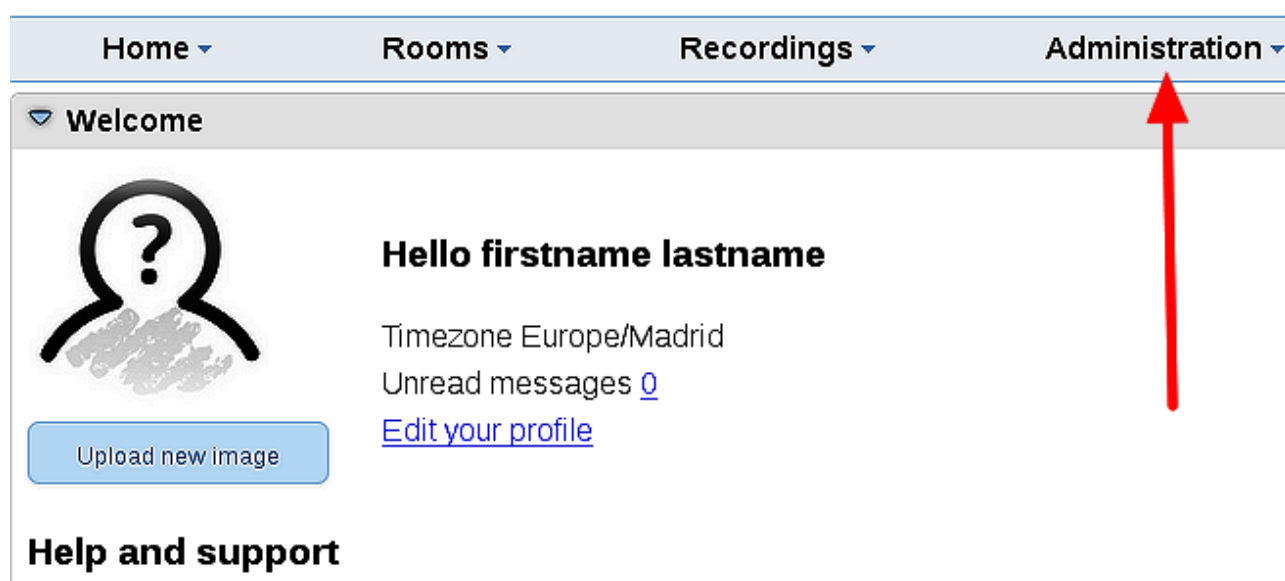 Home Rooms Recordings Administration
Welcome
?
Hello firstname lastname
Timezone Europe/Madrid
Unread messages 0
Edit your profile
Upload new image
Help and support